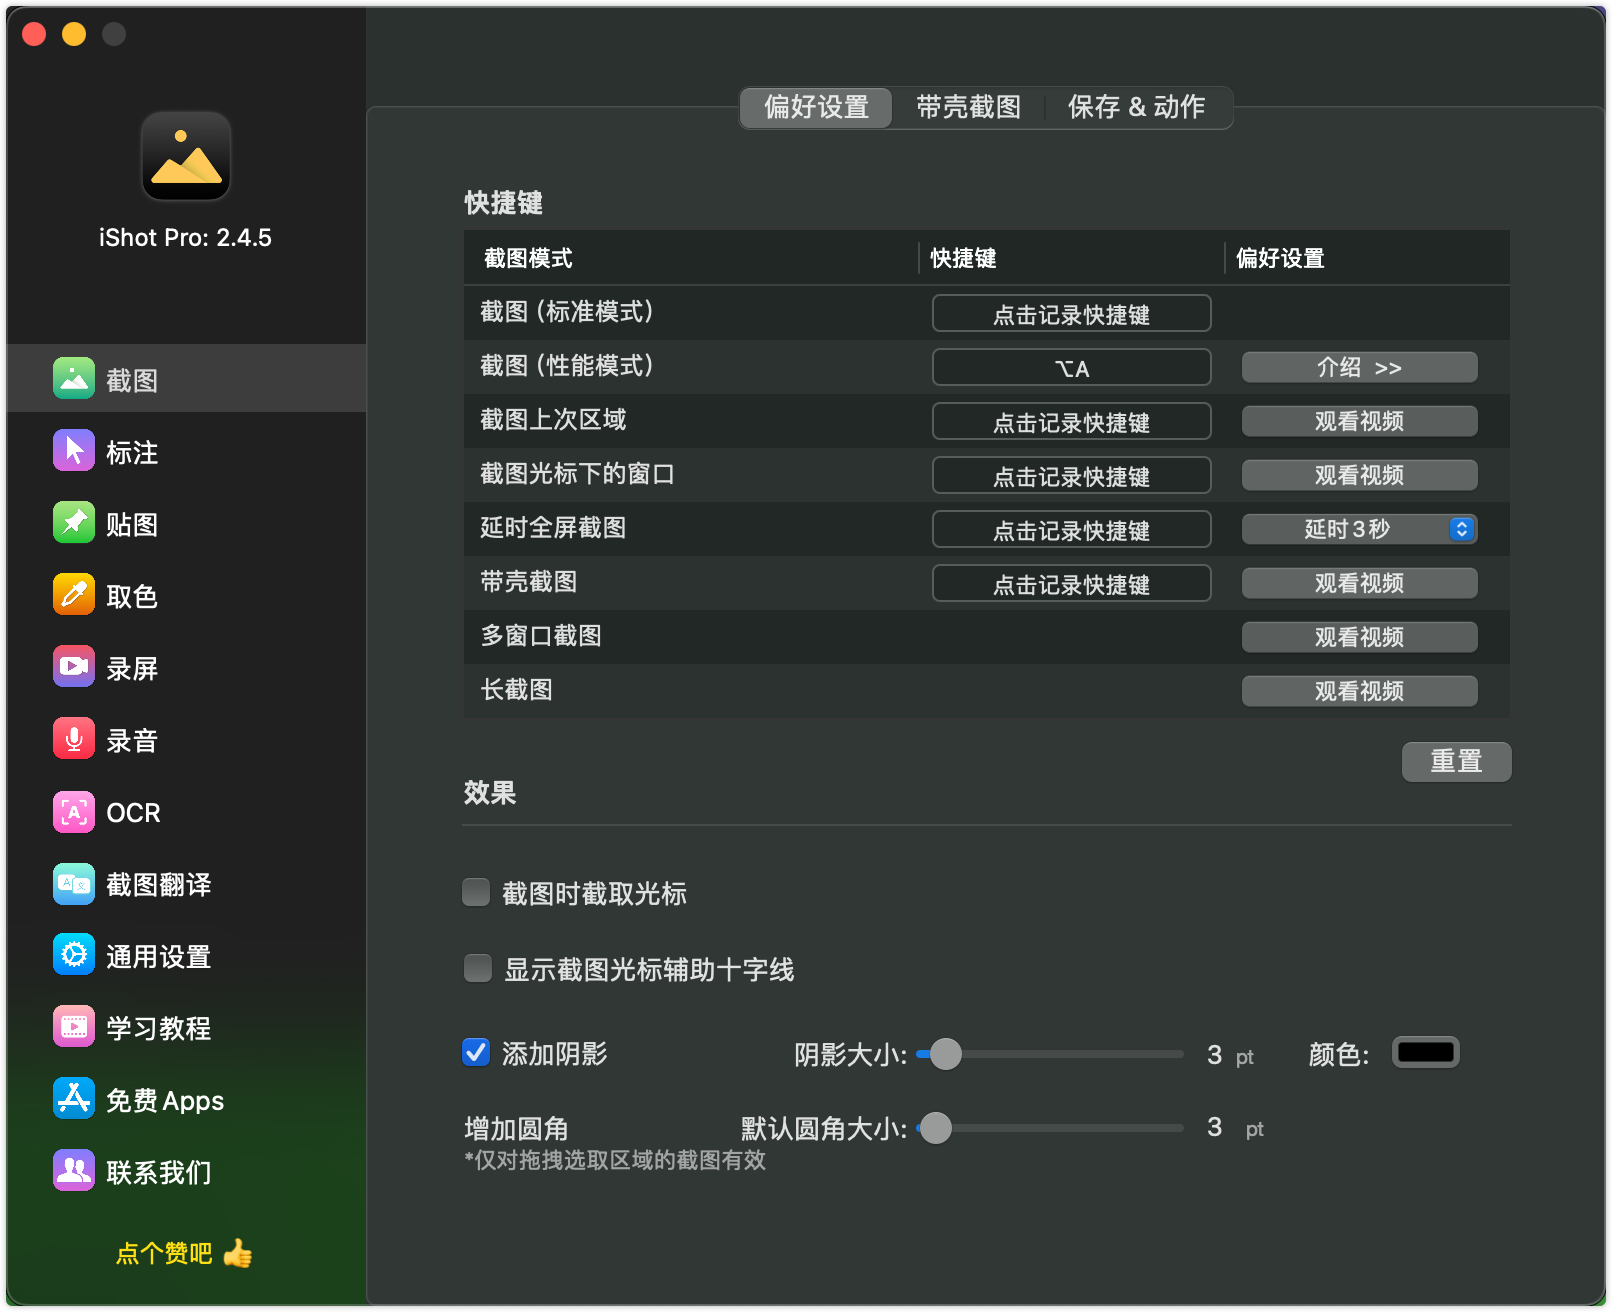 iShot Pro: 2.4.5
截图
标注
贴图
取色
录屏
录音
OCR
截图翻译
通用设置
学习教程
免费Apps
联系我们
点个赞吧 👍
偏好设置 带壳截图 保存 & 动作
快捷键
截图模式 快捷键 偏好设置
截图 (标准模式) 点击记录快捷键
截图 (性能模式) ⌥A 介绍 >>
截图上次区域 点击记录快捷键 观看视频
截图光标下的窗口 点击记录快捷键 观看视频
延时全屏截图 点击记录快捷键 延时3秒
带壳截图 点击记录快捷键 观看视频
多窗口截图 观看视频
长截图 观看视频
重置
效果
截图时截取光标
显示截图光标辅助十字线
添加阴影 阴影大小: 3 pt 颜色:
增加圆角 默认圆角大小: 3 pt
*仅对拖拽选取区域的截图有效